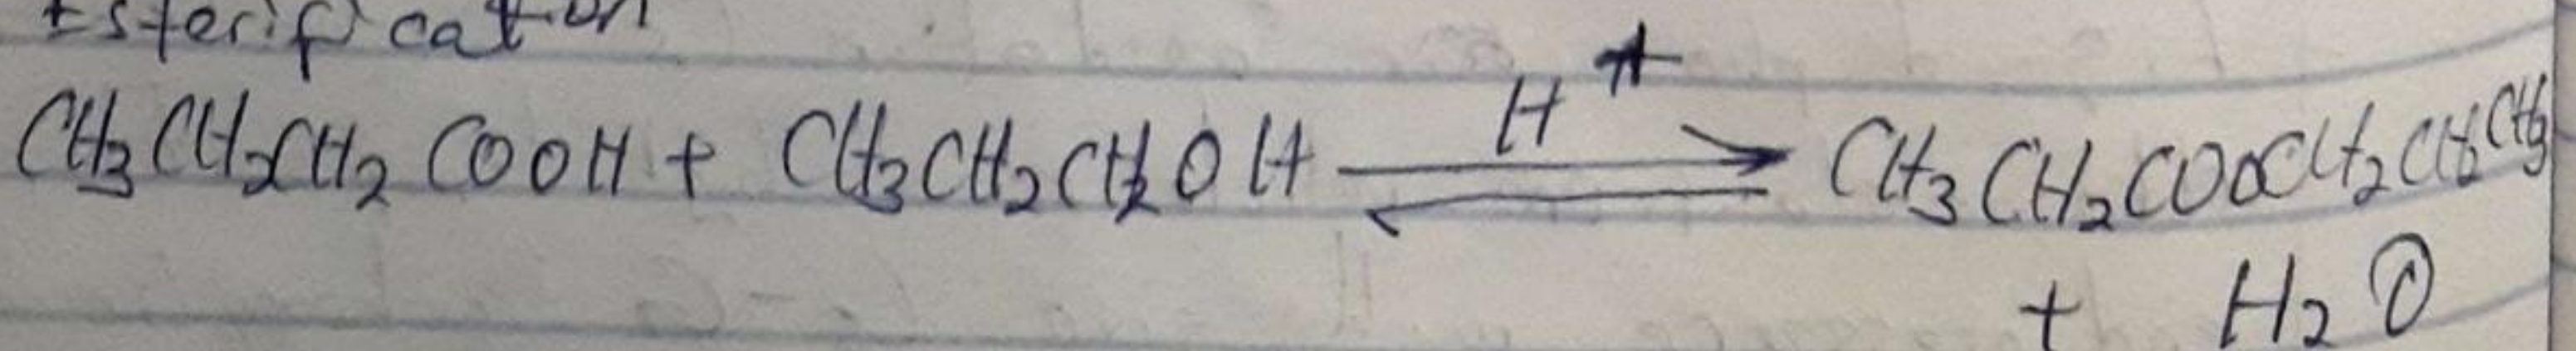 Esterification
CH₃CH₂CH₂COOH + CH₃CH₂CH₂OH ⇌ H⁺ CH₃CH₂COOCH₂CH₂CH₃
+ H₂O